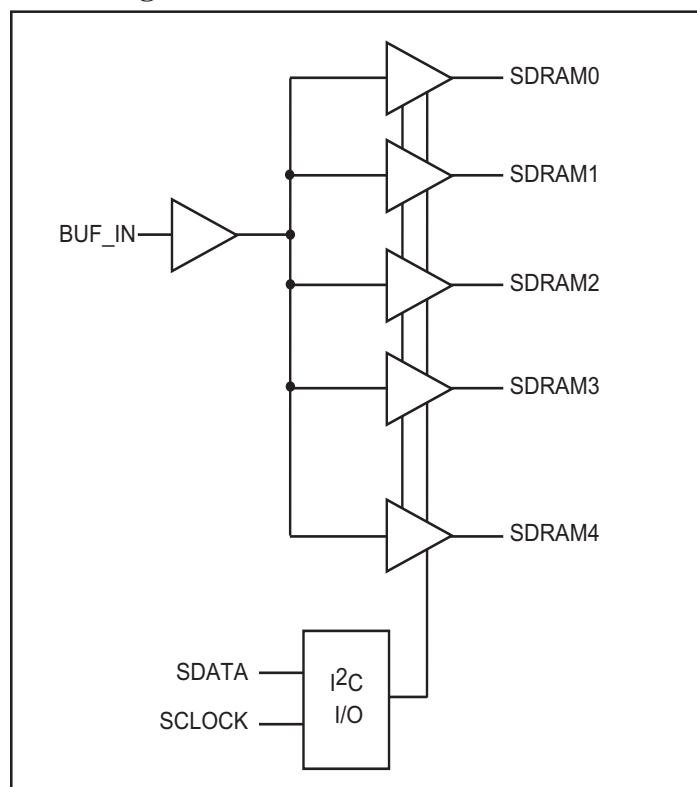 SDRAM0
SDRAM1
BUF_IN
SDRAM2
SDRAM3
SDRAM4
SDATA
I²C
I/O
SCLOCK